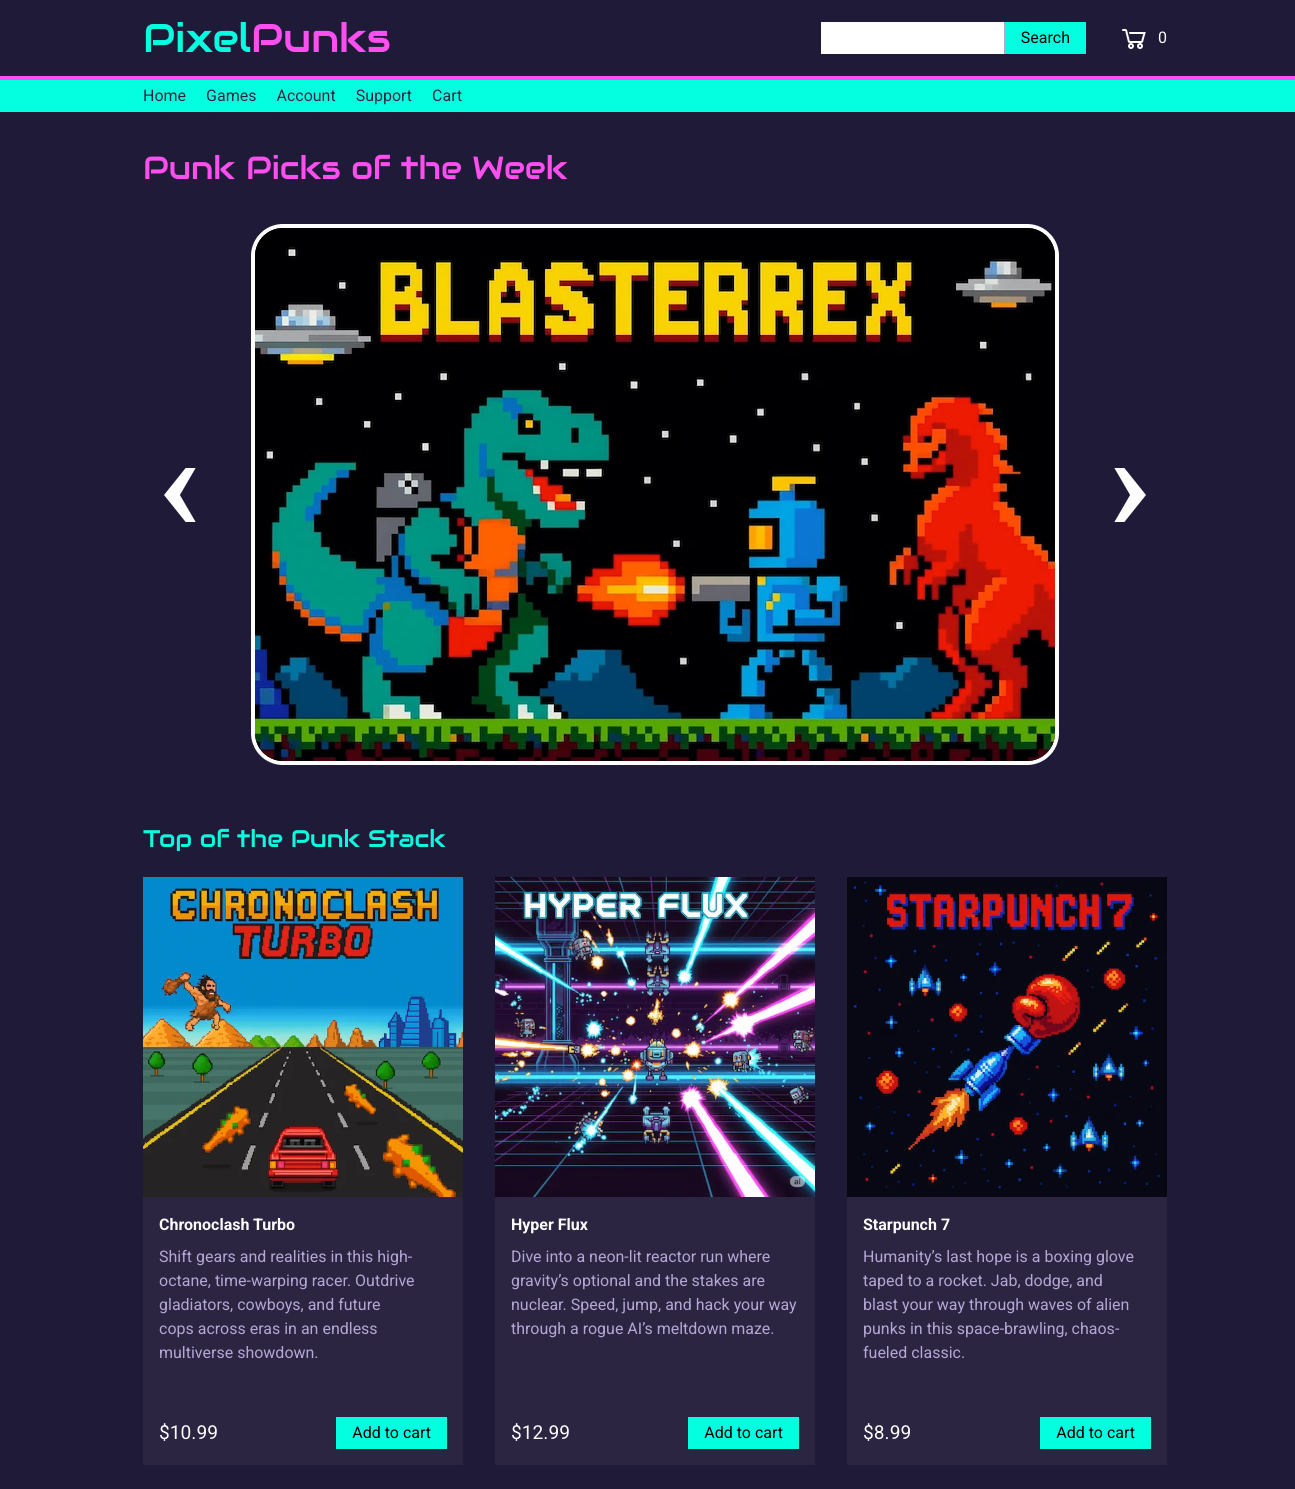 PixelPunks
Search
0
Home Games Account Support Cart
Punk Picks of the Week
BLASTERREX
Top of the Punk Stack
CHRONOCLASH
TURBO
HYPER FLUX
STARPUNCH 7
al
Chronoclash Turbo
Shift gears and realities in this high-
octane, time-warping racer. Outdrive
gladiators, cowboys, and future
cops across eras in an endless
multiverse showdown.
$10.99
Add to cart
Hyper Flux
Dive into a neon-lit reactor run where
gravity’s optional and the stakes are
nuclear. Speed, jump, and hack your way
through a rogue AI’s meltdown maze.
$12.99
Add to cart
Starpunch 7
Humanity’s last hope is a boxing glove
taped to a rocket. Jab, dodge, and
blast your way through waves of alien
punks in this space-brawling, chaos-
fueled classic.
$8.99
Add to cart